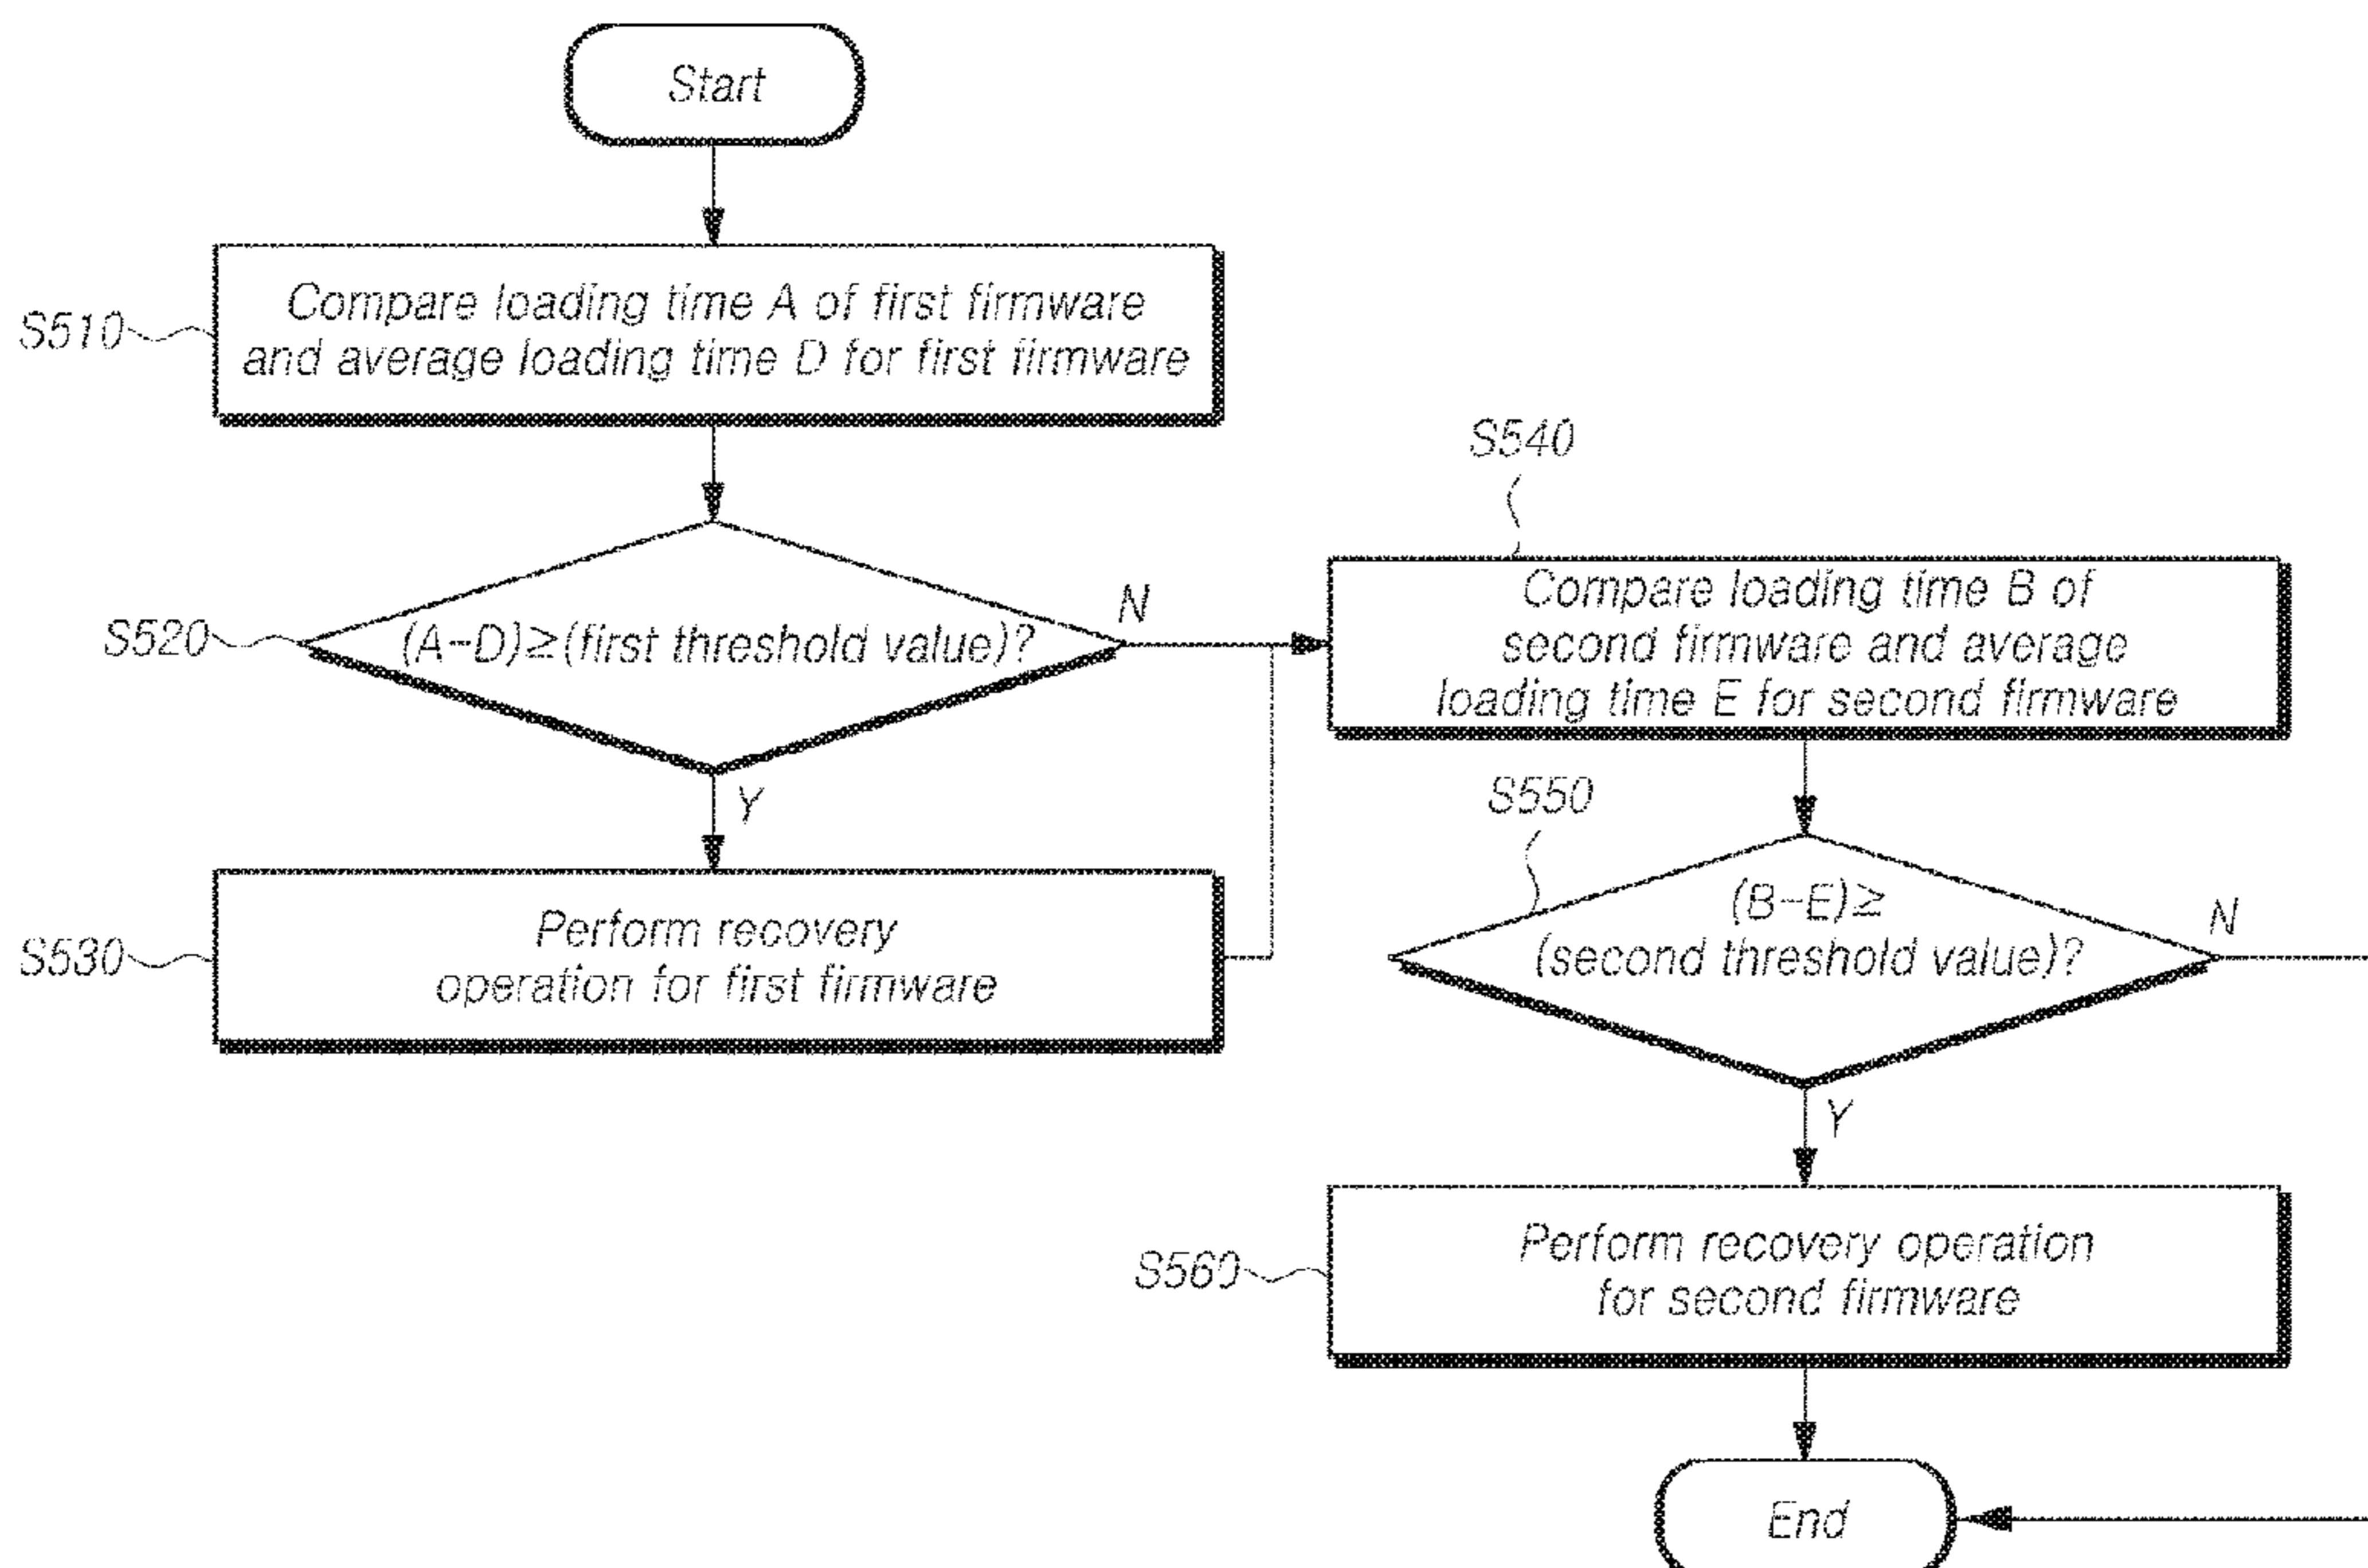 Start
S510
Compare loading time A of first firmware
and average loading time D for first firmware
S520
(A-D)≥(first threshold value)?
N
Y
S530
Perform recovery
operation for first firmware
S540
Compare loading time B of
second firmware and average
loading time E for second firmware
S550
(B-E)≥
(second threshold value)?
N
Y
S560
Perform recovery operation
for second firmware
End